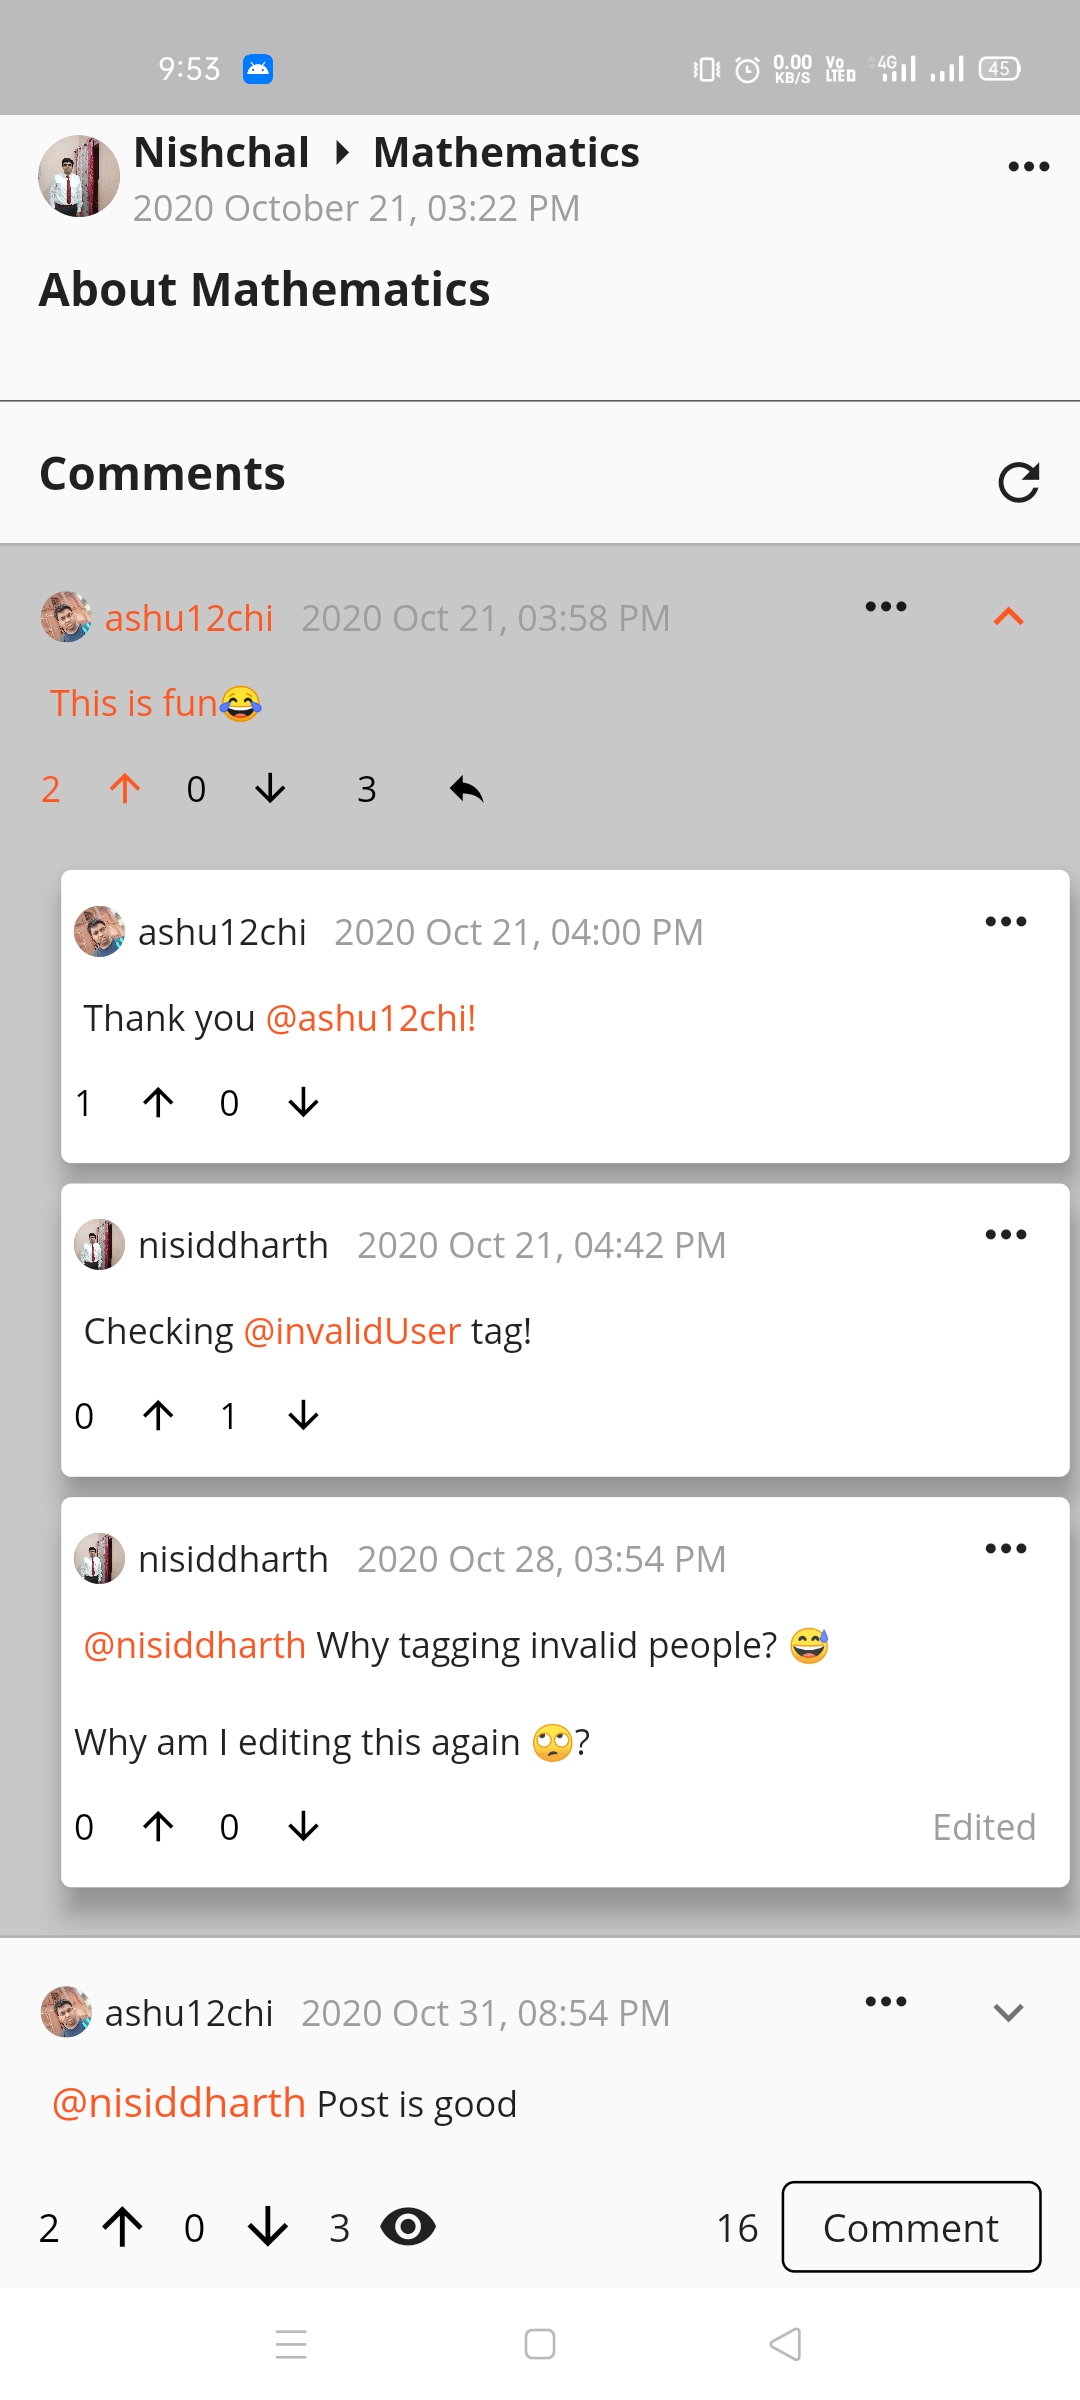 9:53 0.00 KB/S Vo LTED 4G 45
Nishchal Mathematics
2020 October 21, 03:22 PM
About Mathematics
Comments
ashu12chi 2020 Oct 21, 03:58 PM
This is fun😂
2 0 3
ashu12chi 2020 Oct 21, 04:00 PM
Thank you @ashu12chi!
1 0
nisiddharth 2020 Oct 21, 04:42 PM
Checking @invalidUser tag!
0 1
nisiddharth 2020 Oct 28, 03:54 PM
@nisiddharth Why tagging invalid people? 😅
Why am I editing this again 🙄?
0 0 Edited
ashu12chi 2020 Oct 31, 08:54 PM
@nisiddharth Post is good
2 0 3 16 Comment